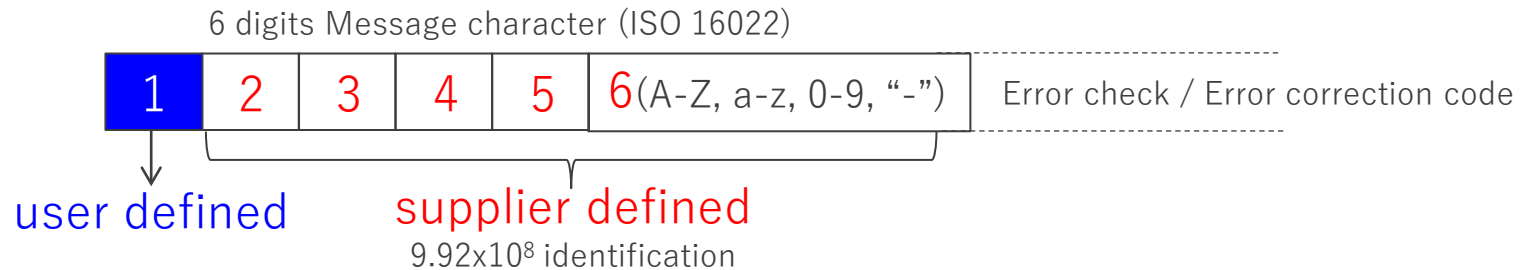 6 digits Message character (ISO 16022)
1 2 3 4 5 6(A-Z, a-z, 0-9, “-”) Error check / Error correction code
user defined supplier defined
9.92x10⁸ identification